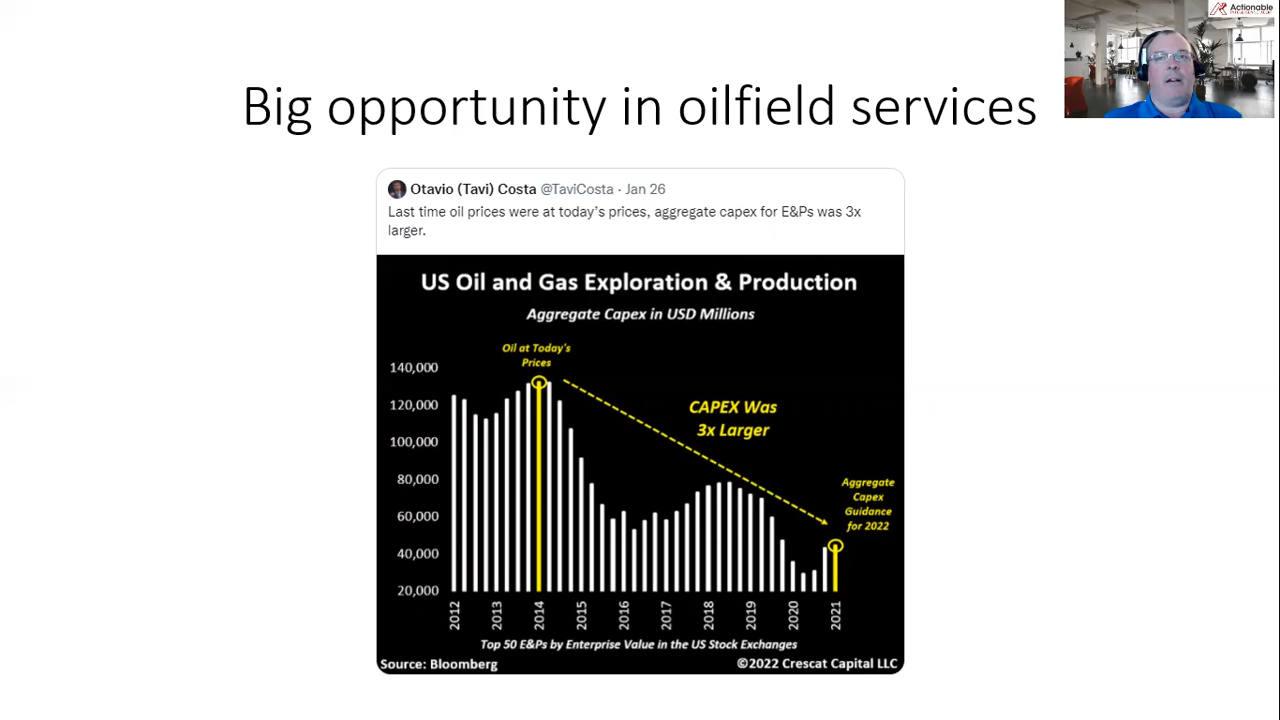 Actionable
Big opportunity in oilfield services
Otavio (Tavi) Costa @TaviCosta · Jan 26
Last time oil prices were at today's prices, aggregate capex for E&Ps was 3x
larger.
US Oil and Gas Exploration & Production
Aggregate Capex in USD Millions
Oil at Today's
Prices
140,000
120,000
100,000
80,000
60,000
40,000
20,000
CAPEX Was
3x Larger
Aggregate
Capex
Guidance
for 2022
2012
2013
2014
2015
2016
2017
2018
2019
2020
2021
Top 50 E&Ps by Enterprise Value in the US Stock Exchanges
Source: Bloomberg
©2022 Crescat Capital LLC